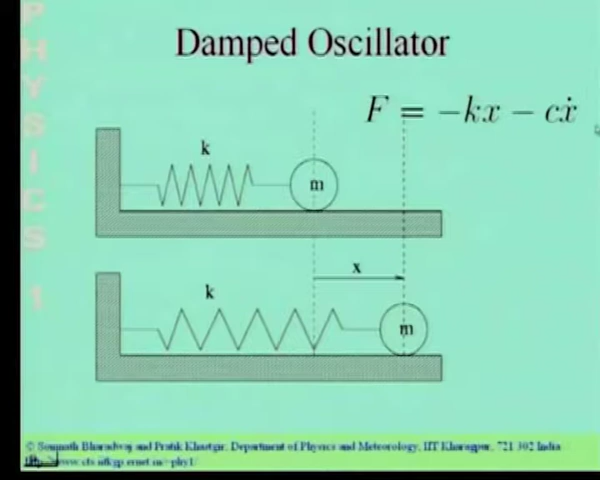 PHYSICS 1
Damped Oscillator
F = −kx − cẋ
k
m
x
k
m
© Somnath Bharadwaj and Pratik Khastgir, Department of Physics and Meteorology, IIT Kharagpur, 721 302 India